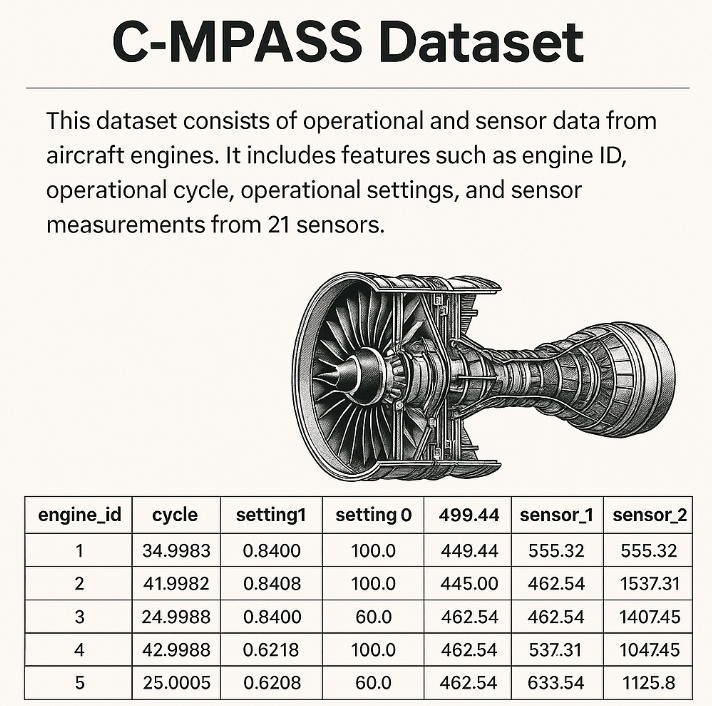 C-MPASS Dataset
This dataset consists of operational and sensor data from
aircraft engines. It includes features such as engine ID,
operational cycle, operational settings, and sensor
measurements from 21 sensors.
engine_id cycle setting1 setting 0 499.44 sensor_1 sensor_2
1 34.9983 0.8400 100.0 449.44 555.32 555.32
2 41.9982 0.8408 100.0 445.00 462.54 1537.31
3 24.9988 0.8400 60.0 462.54 462.54 1407.45
4 42.9988 0.6218 100.0 462.54 537.31 1047.45
5 25.0005 0.6208 60.0 462.54 633.54 1125.8